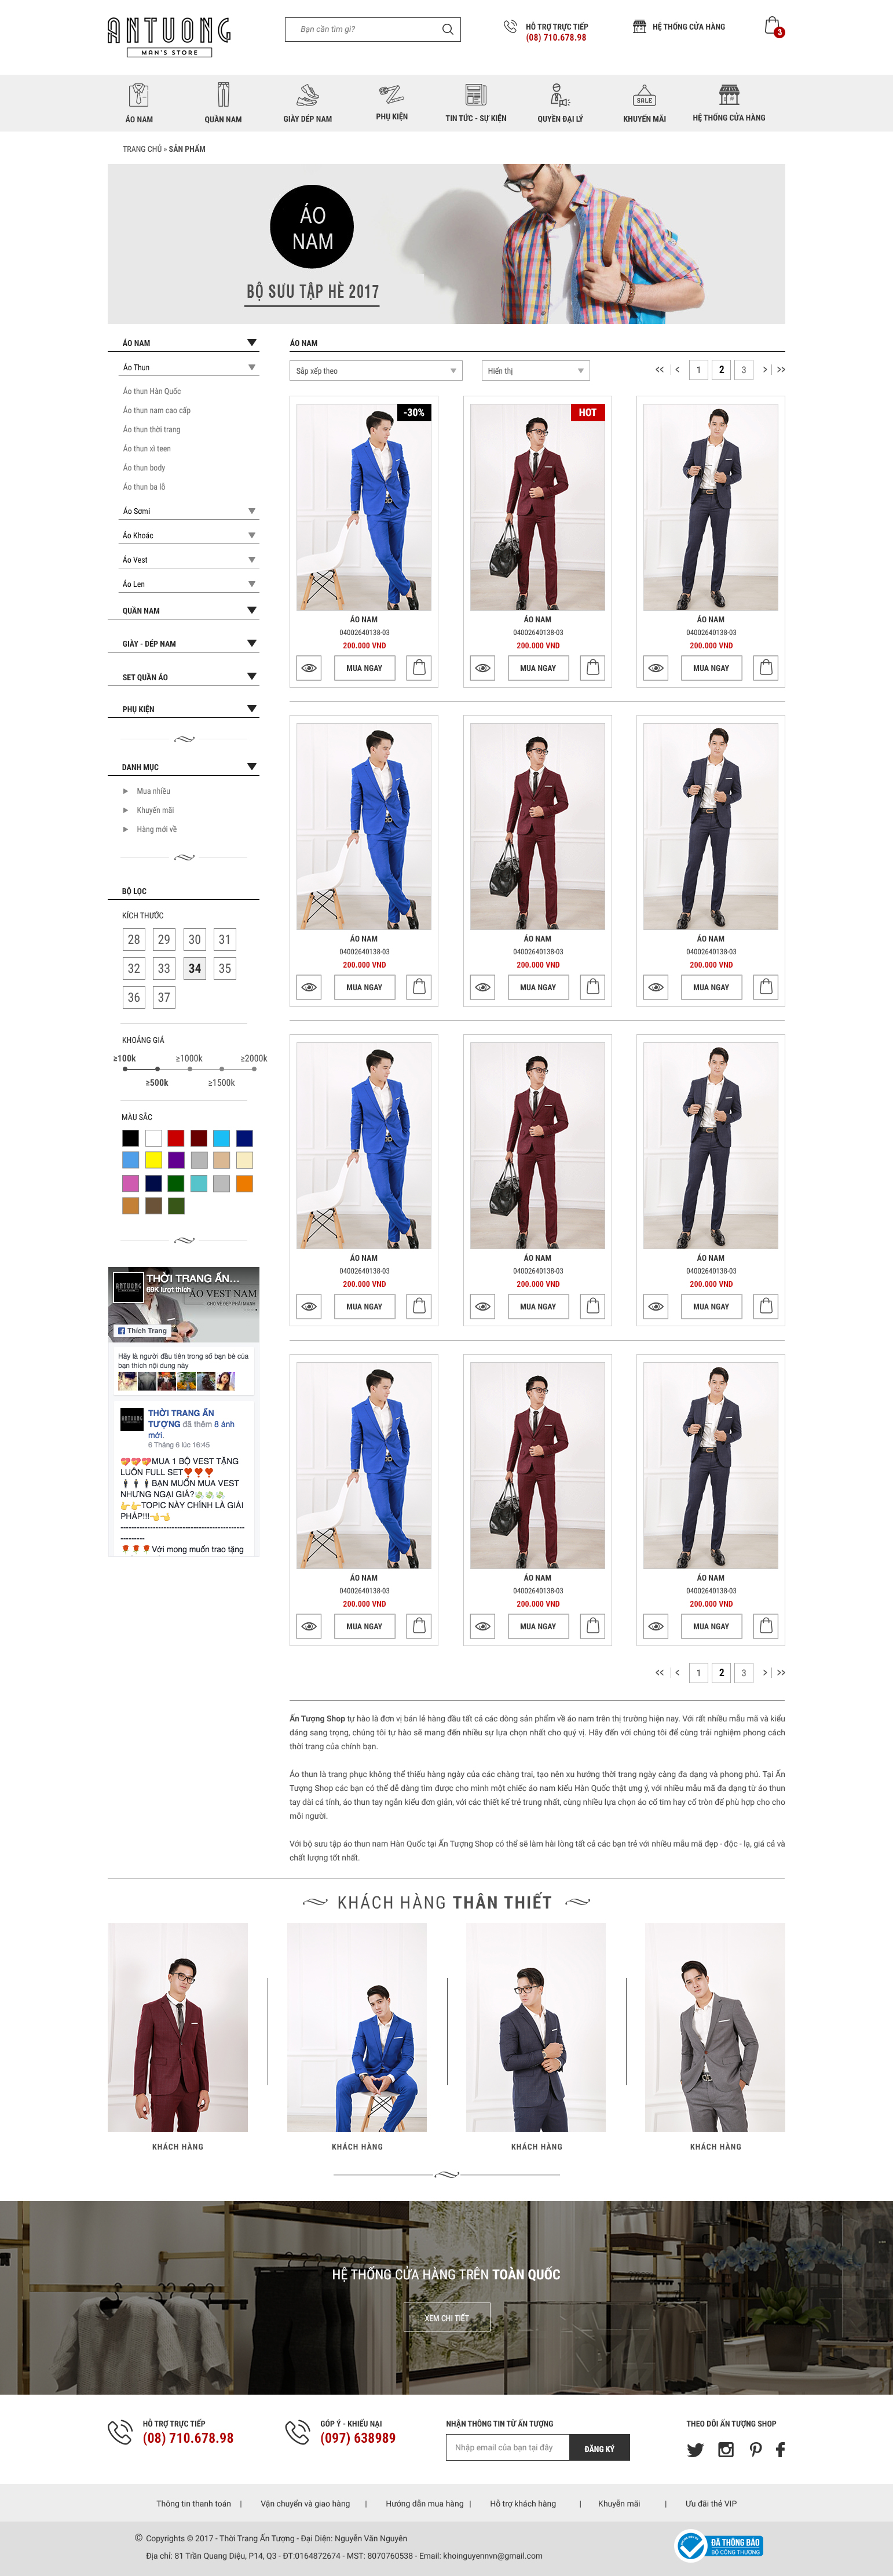 ANTUONG
MAN'S STORE
Bạn cần tìm gì?
HỖ TRỢ TRỰC TIẾP
(08) 710.678.98
HỆ THỐNG CỬA HÀNG
3
ÁO NAM
QUẦN NAM
GIÀY DÉP NAM
PHỤ KIỆN
TIN TỨC - SỰ KIỆN
QUYỀN ĐẠI LÝ
SALE
KHUYẾN MÃI
HỆ THỐNG CỬA HÀNG
TRANG CHỦ » SẢN PHẨM
ÁO
NAM
BỘ SƯU TẬP HÈ 2017
ÁO NAM
Áo Thun
Áo thun Hàn Quốc
Áo thun nam cao cấp
Áo thun thời trang
Áo thun xì teen
Áo thun body
Áo thun ba lỗ
Áo Sơmi
Áo Khoác
Áo Vest
Áo Len
QUẦN NAM
GIÀY - DÉP NAM
SET QUẦN ÁO
PHỤ KIỆN
DANH MỤC
Mua nhiều
Khuyến mãi
Hàng mới về
BỘ LỌC
KÍCH THƯỚC
28 29 30 31
32 33 34 35
36 37
KHOẢNG GIÁ
≥100k ≥1000k ≥2000k
≥500k ≥1500k
MÀU SẮC
THỜI TRANG ẤN...
69K lượt thích
ÁO VEST NAM
CHO VẺ ĐẸP PHÁI MẠNH
Thích Trang
Hãy là người đầu tiên trong số bạn bè của
bạn thích nội dung này
THỜI TRANG ẤN
TƯỢNG đã thêm 8 ảnh
mới.
6 Tháng 6 lúc 16:45
💝💝💝MUA 1 BỘ VEST TẶNG
LUÔN FULL SET❣❣❣
BẠN MUỐN MUA VEST
NHƯNG NGẠI GIÁ?💸💸💸
👉👉TOPIC NÀY CHÍNH LÀ GIẢI
PHÁP!!!👈👈
Với mong muốn trao tặng
ÁO NAM
Sắp xếp theo
Hiển thị
<< | < 1 2 3 > | >>
-30%
HOT
ÁO NAM ÁO NAM ÁO NAM
04002640138-03 04002640138-03 04002640138-03
200.000 VND 200.000 VND 200.000 VND
MUA NGAY MUA NGAY MUA NGAY
ÁO NAM ÁO NAM ÁO NAM
04002640138-03 04002640138-03 04002640138-03
200.000 VND 200.000 VND 200.000 VND
MUA NGAY MUA NGAY MUA NGAY
ÁO NAM ÁO NAM ÁO NAM
04002640138-03 04002640138-03 04002640138-03
200.000 VND 200.000 VND 200.000 VND
MUA NGAY MUA NGAY MUA NGAY
ÁO NAM ÁO NAM ÁO NAM
04002640138-03 04002640138-03 04002640138-03
200.000 VND 200.000 VND 200.000 VND
MUA NGAY MUA NGAY MUA NGAY
<< | < 1 2 3 > | >>
Ấn Tượng Shop tự hào là đơn vị bán lẻ hàng đầu tất cả các dòng sản phẩm về áo nam trên thị trường hiện nay. Với rất nhiều mẫu mã và kiểu
dáng sang trọng, chúng tôi tự hào sẽ mang đến nhiều sự lựa chọn nhất cho quý vị. Hãy đến với chúng tôi để cùng trải nghiệm phong cách
thời trang của chính bạn.
Áo thun là trang phục không thể thiếu hàng ngày của các chàng trai, tạo nên xu hướng thời trang ngày càng đa dạng và phong phú. Tại Ấn
Tượng Shop các bạn có thể dễ dàng tìm được cho mình một chiếc áo nam kiểu Hàn Quốc thật ưng ý, với nhiều mẫu mã đa dạng từ áo thun
tay dài cá tính, áo thun tay ngắn kiểu đơn giản, với các thiết kế trẻ trung nhất, cùng nhiều lựa chọn áo cổ tim hay cổ tròn để phù hợp cho cho
mỗi người.
Với bộ sưu tập áo thun nam Hàn Quốc tại Ấn Tượng Shop có thể sẽ làm hài lòng tất cả các bạn trẻ với nhiều mẫu mã đẹp - độc - lạ, giá cả và
chất lượng tốt nhất.
KHÁCH HÀNG THÂN THIẾT
KHÁCH HÀNG KHÁCH HÀNG KHÁCH HÀNG KHÁCH HÀNG
HỆ THỐNG CỬA HÀNG TRÊN TOÀN QUỐC
XEM CHI TIẾT
HỖ TRỢ TRỰC TIẾP
(08) 710.678.98
GÓP Ý - KHIẾU NẠI
(097) 638989
NHẬN THÔNG TIN TỪ ẤN TƯỢNG
Nhập email của bạn tại đây
ĐĂNG KÝ
THEO DÕI ẤN TƯỢNG SHOP
Thông tin thanh toán | Vận chuyển và giao hàng | Hướng dẫn mua hàng | Hỗ trợ khách hàng | Khuyễn mãi | Ưu đãi thẻ VIP
© Copyrights © 2017 - Thời Trang Ấn Tượng - Đại Diện: Nguyễn Văn Nguyên
Địa chỉ: 81 Trần Quang Diệu, P14, Q3 - ĐT:0164872674 - MST: 8070760538 - Email: khoinguyennvn@gmail.com
ĐÃ THÔNG BÁO
BỘ CÔNG THƯƠNG